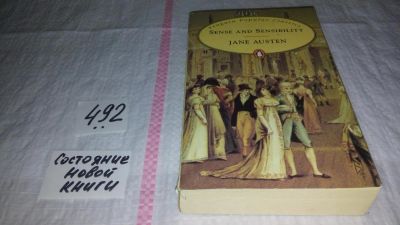 PENGUIN POPULAR CLASSICS
SENSE AND SENSIBILITY
JANE AUSTEN
492
Состояние
новой
книги